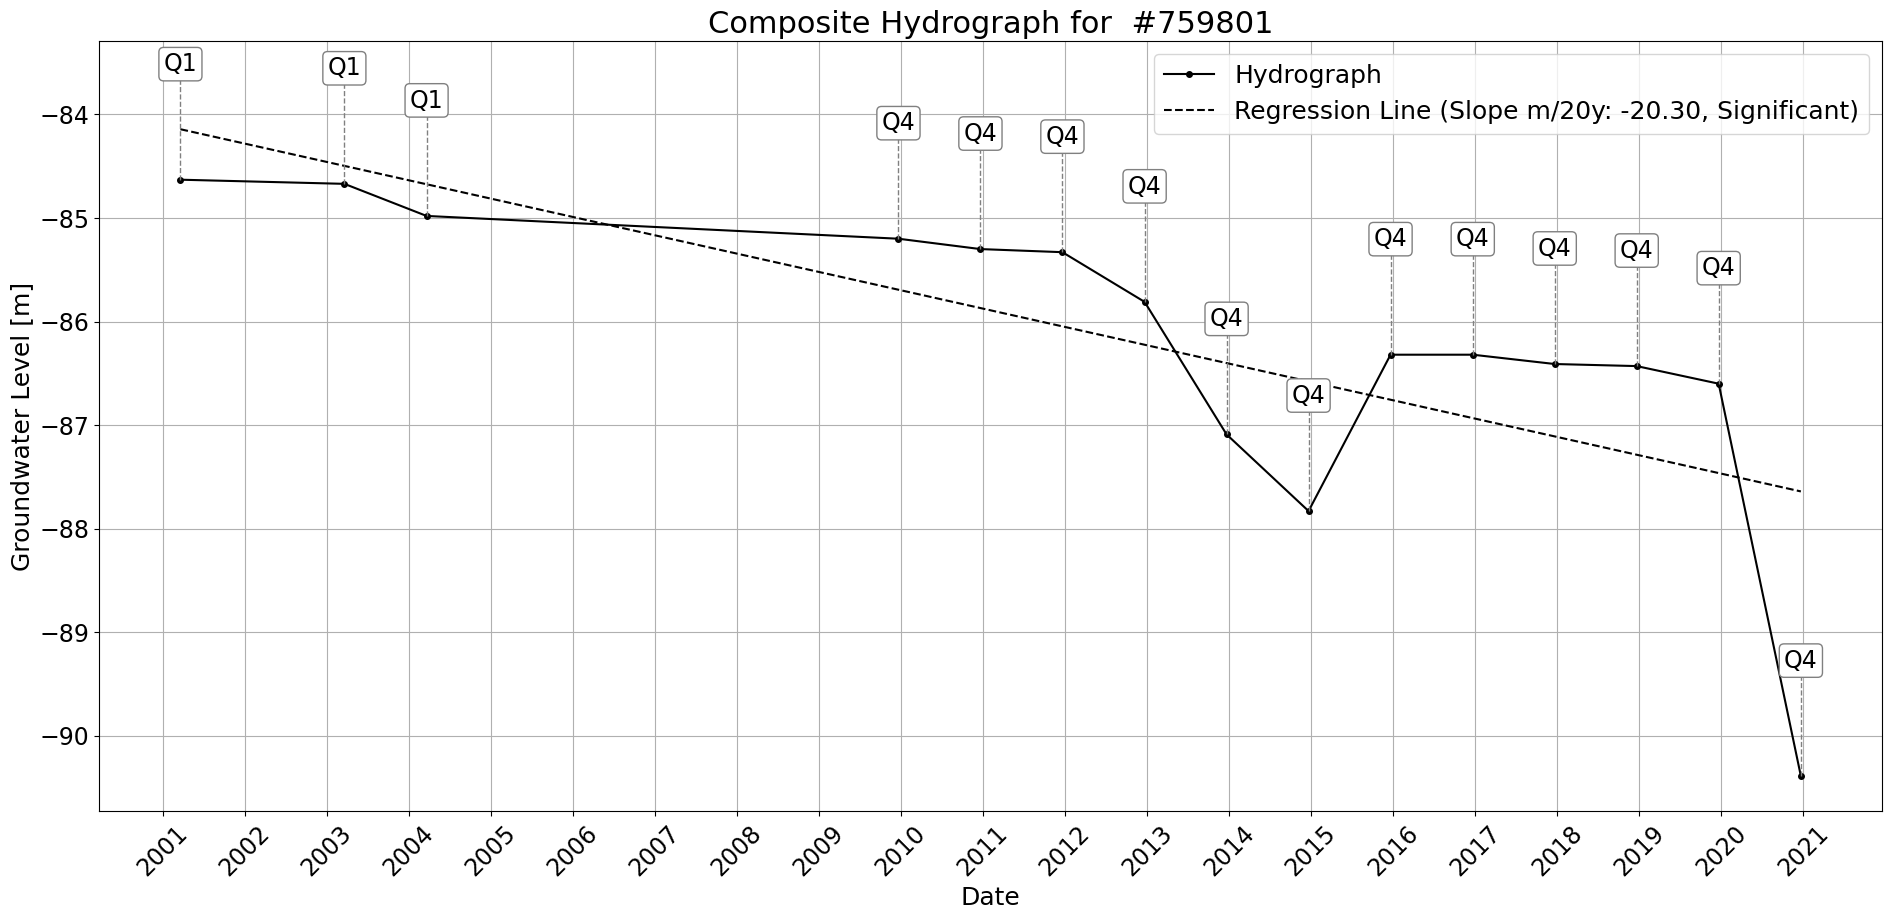 Composite Hydrograph for  #759801
Hydrograph
Regression Line (Slope m/20y: -20.30, Significant)
Q1
Q1
Q1
Q4
Q4
Q4
Q4
Q4
Q4
Q4
Q4
Q4
Q4
Q4
Q4
Groundwater Level [m]
−84
−85
−86
−87
−88
−89
−90
2001
2002
2003
2004
2005
2006
2007
2008
2009
2010
2011
2012
2013
2014
2015
2016
2017
2018
2019
2020
2021
Date